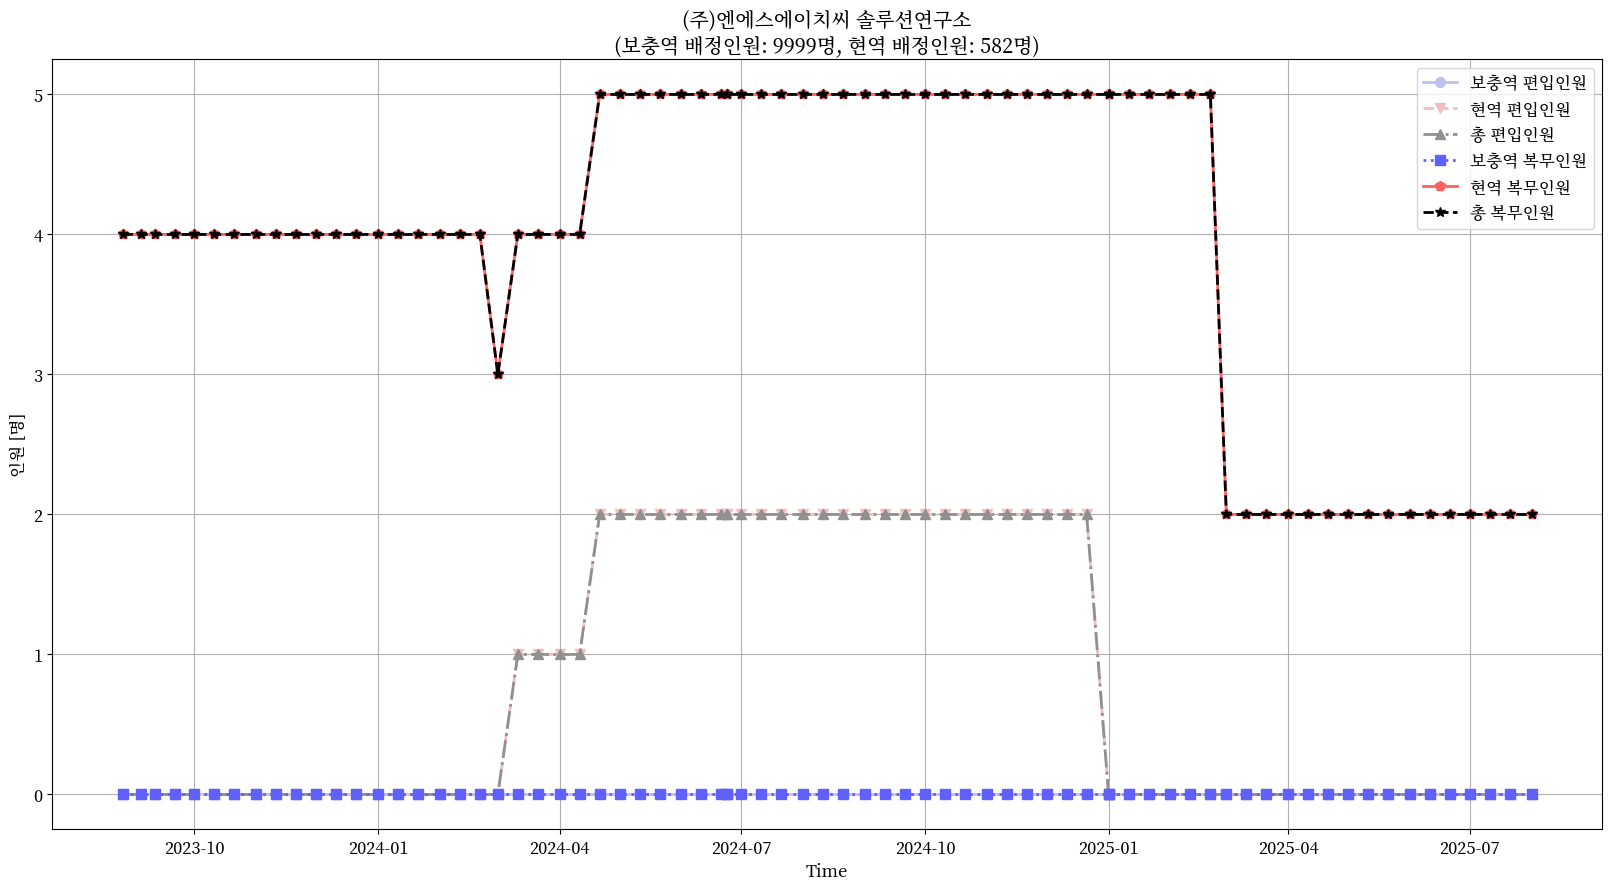 (주)엔에스에이치씨 솔루션연구소
(보충역 배정인원: 9999명, 현역 배정인원: 582명)
보충역 편입인원
현역 편입인원
총 편입인원
보충역 복무인원
현역 복무인원
총 복무인원
인원 [명]
5
4
3
2
1
0
2023-10
2024-01
2024-04
2024-07
2024-10
2025-01
2025-04
2025-07
Time